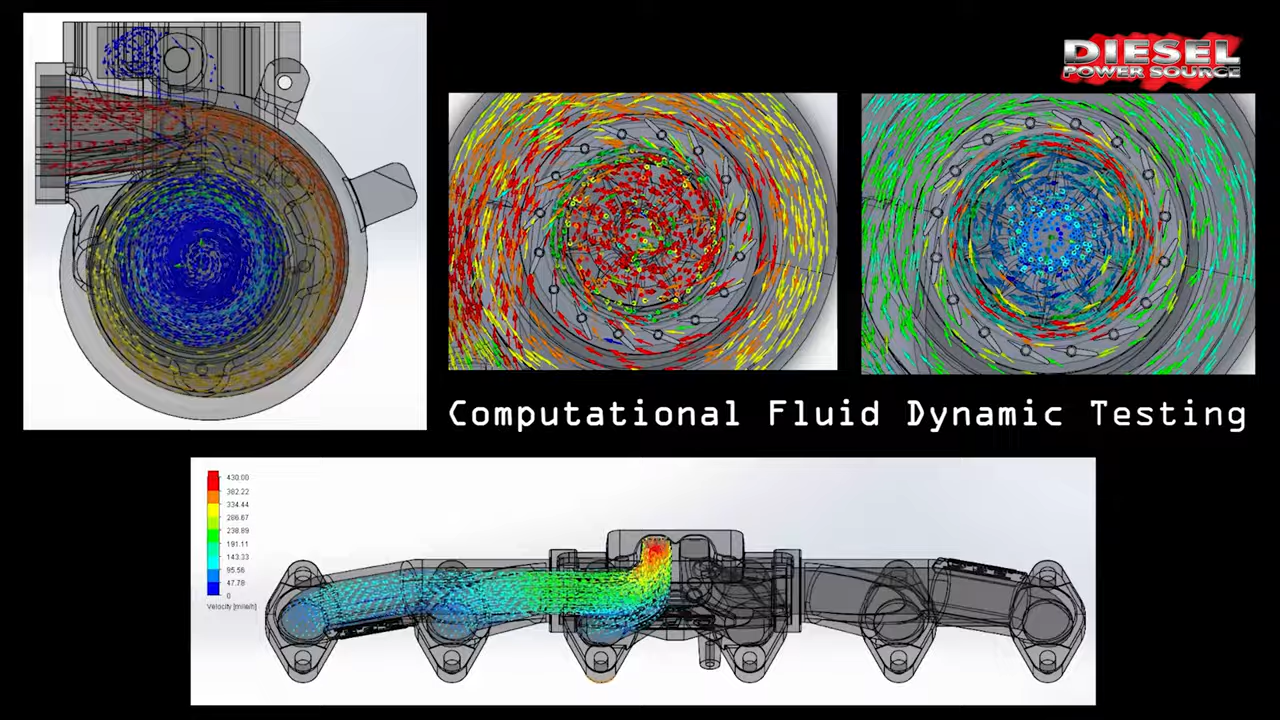 DIESEL
POWER SOURCE
Computational Fluid Dynamic Testing
430.00
382.22
334.44
286.67
238.89
191.11
143.33
95.56
47.78
0
Velocity [mile/h]